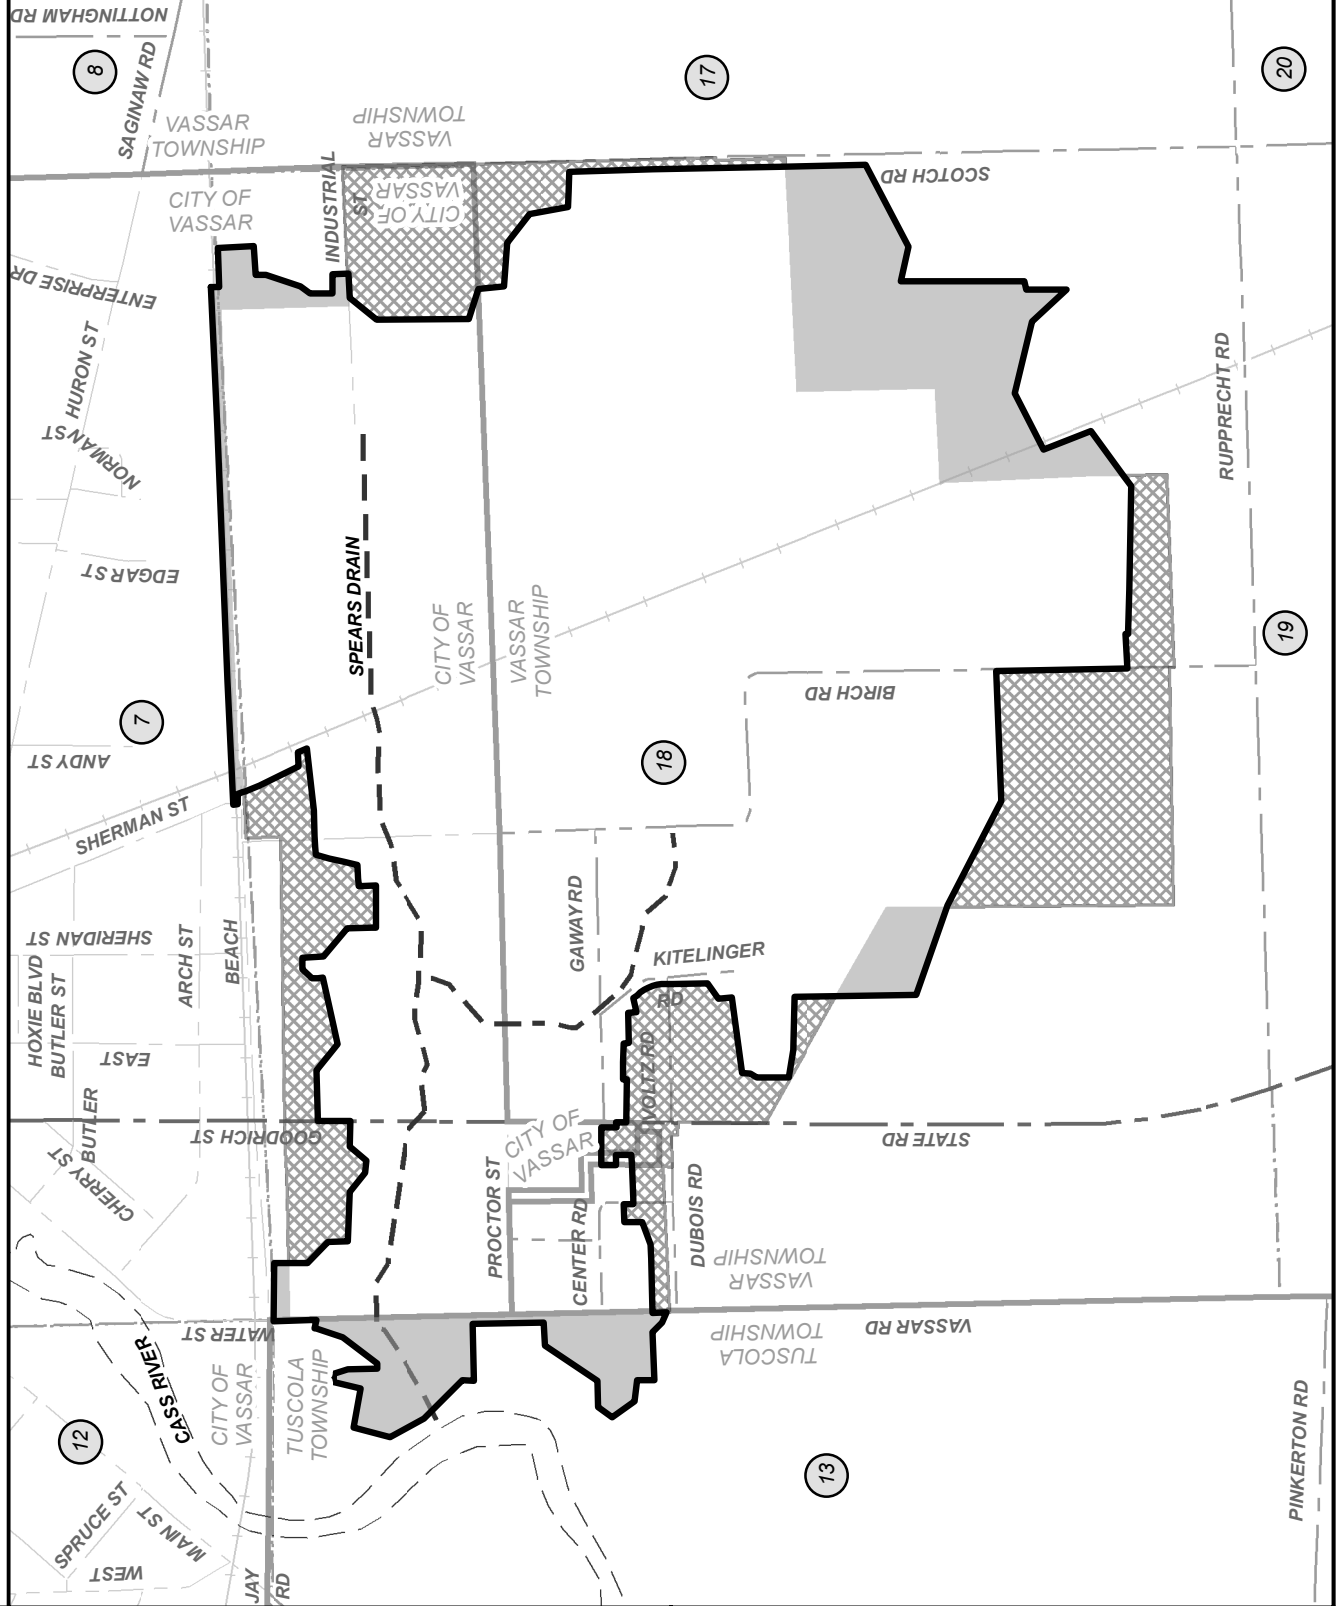 NOTTINGHAM RD
8
SAGINAW RD
17
20
VASSAR
TOWNSHIP
VASSAR
TOWNSHIP
CITY OF
VASSAR
INDUSTRIAL
ST
CITY OF
VASSAR
SCOTCH RD
ENTERPRISE DR
HURON ST
NORMAN ST
RUPPRECHT RD
EDGAR ST
SPEARS DRAIN
CITY OF
VASSAR
VASSAR
TOWNSHIP
19
BIRCH RD
7
ANDY ST
18
SHERMAN ST
SHERIDAN ST
ARCH ST
BEACH
GAWAY RD
KITELINGER
RD
HOXIE BLVD
BUTLER ST
EAST
VOLTZ RD
BUTLER
GOODRICH ST
CITY OF
VASSAR
STATE RD
CHERRY ST
PROCTOR ST
CENTER RD
DUBOIS RD
VASSAR
TOWNSHIP
WATER ST
VASSAR RD
TUSCOLA
TOWNSHIP
CASS RIVER
CITY OF
VASSAR
TUSCOLA
TOWNSHIP
12
13
PINKERTON RD
SPRUCE ST
MAIN ST
WEST
JAY
RD